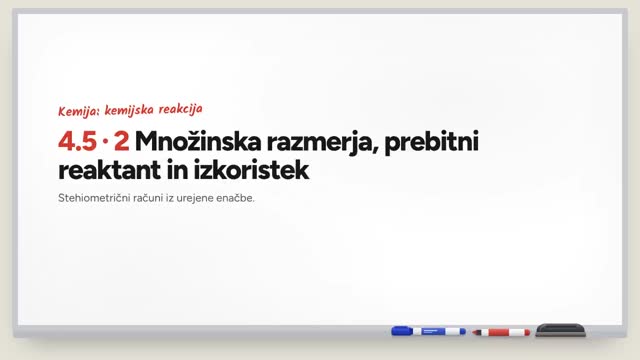 Kemija: kemijska reakcija
4.5 · 2 Množinska razmerja, prebitni
reaktant in izkoristek
Stehiometrični računi iz urejene enačbe.